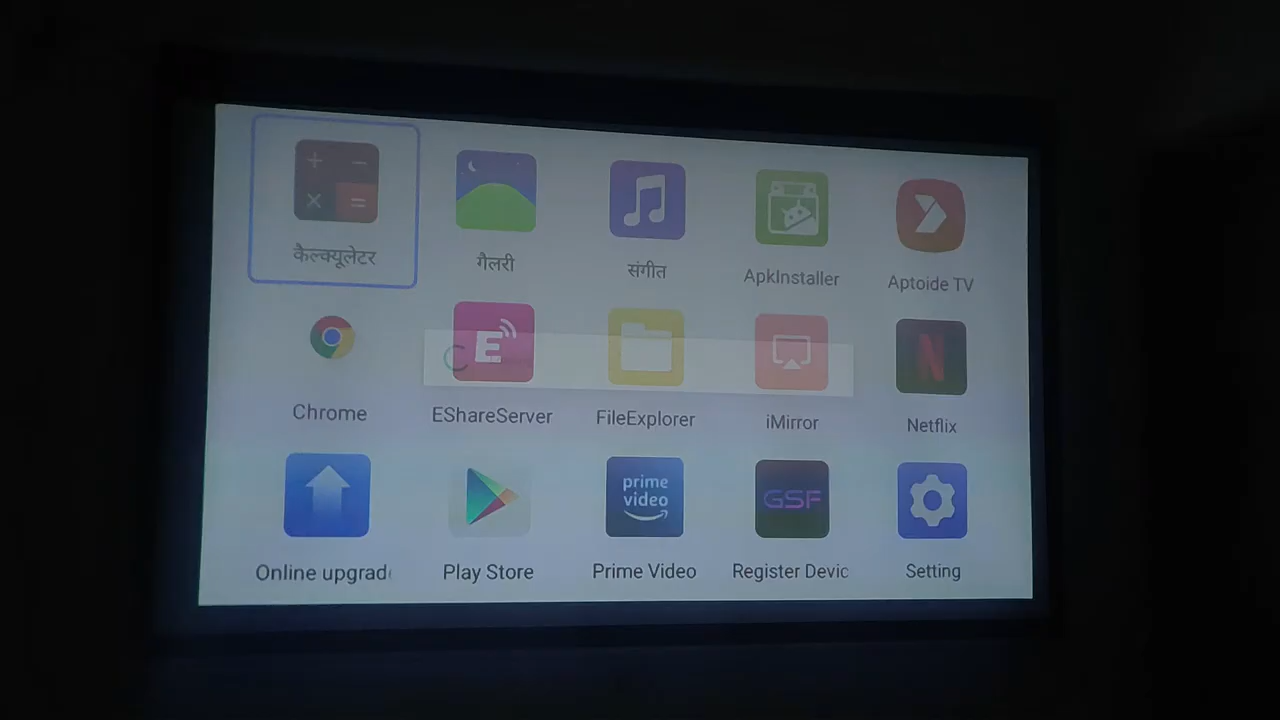 कैल्क्यूलेटर
गैलरी
संगीत
ApkInstaller
Aptoide TV
E
Chrome
EShareServer
FileExplorer
iMirror
N
Netflix
prime
video
GSF
Online upgrad
Play Store
Prime Video
Register Devic
Setting